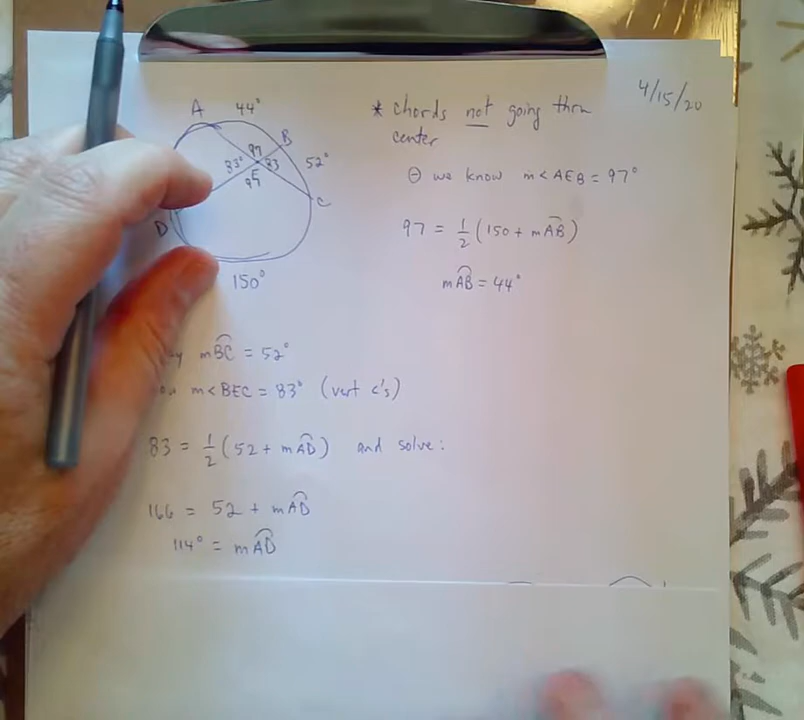 4/15/20
* chords not going thru
center
⊖ we know m<AEB = 97°
97 = 1/2 (150 + mAB)
mAB = 44°
A 44°
B
97
83° 83 52°
E
97
C
D
150°
mBC = 52°
m<BEC = 83° (vert <'s)
83 = 1/2 (52 + mAD) and solve:
166 = 52 + mAD
114° = mAD